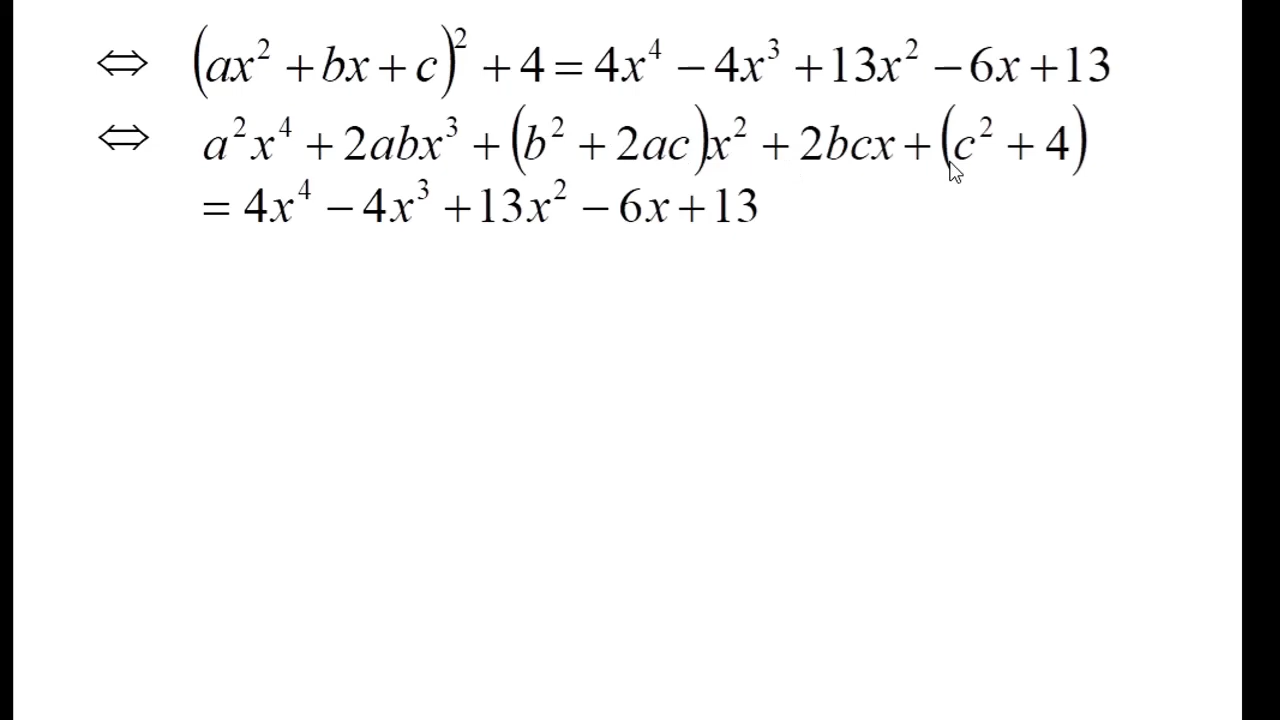 ⇔ (ax² + bx + c)² + 4 = 4x⁴ − 4x³ + 13x² − 6x + 13
⇔ a²x⁴ + 2abx³ + (b² + 2ac)x² + 2bcx + (c² + 4)
= 4x⁴ − 4x³ + 13x² − 6x + 13